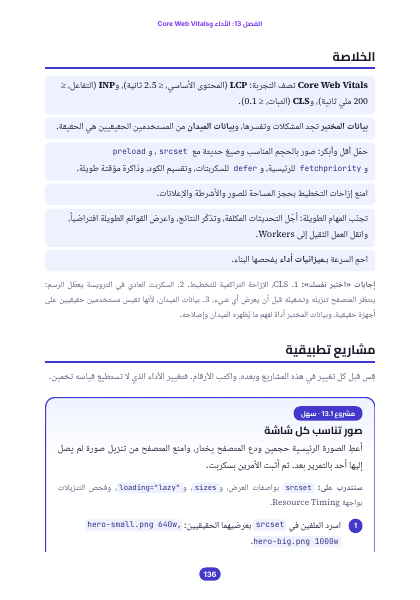 الفصل 13: الأداء وCore Web Vitals
الخلاصة
Core Web Vitals تصف التجربة: LCP (المحتوى الأساسي، ≤ 2.5 ثانية)، وINP (التفاعل، ≤
200 ملي ثانية)، وCLS (الثبات، ≤ 0.1).
بيانات المختبر تجد المشكلات وتفسرها، وبيانات الميدان من المستخدمين الحقيقيين هي الحقيقة.
حمّل أقل وأبكر: صور بالحجم المناسب وصيغ حديثة مع srcset، و preload
و fetchpriority للرئيسية، و defer للسكربتات، وتقسيم الكود، وذاكرة مؤقتة طويلة.
امنع إزاحات التخطيط بحجز المساحة للصور والأشرطة والإعلانات.
تجنّب المهام الطويلة: أجّل التحديثات المكلفة، وتذكّر النتائج، واعرض القوائم الطويلة افتراضياً،
وانقل العمل الثقيل إلى Workers.
احمِ السرعة بـميزانيات أداء يفحصها البناء.
إجابات «اختبر نفسك»: 1. CLS، الإزاحة التراكمية للتخطيط. 2. السكربت العادي في الترويسة يعطّل الرسم:
ينتظر المتصفح تنزيله وتشغيله قبل أن يعرض أي شيء. 3. بيانات الميدان، لأنها تقيس مستخدمين حقيقيين على
أجهزة حقيقية، وبيانات المختبر أداة لفهم ما يُظهره الميدان وإصلاحه.
مشاريع تطبيقية
قِس قبل كل تغيير في هذه المشاريع وبعده، واكتب الأرقام. فتغيير الأداء الذي لا تستطيع قياسه تخمين.
مشروع 13.1 · سهل
صور تناسب كل شاشة
أعطِ الصورة الرئيسية حجمين ودع المتصفح يختار، وامنع المتصفح من تنزيل صورة لم يصل
إليها أحد بالتمرير بعد. ثم أثبت الأمرين بسكربت.
ستتدرب على: srcset بواصفات العرض، و sizes، و loading="lazy"، وفحص التنزيلات
بواجهة Resource Timing.
1 اسرد الملفين في srcset بعرضيهما الحقيقيين: hero-small.png 640w,
hero-big.png 1000w.
136